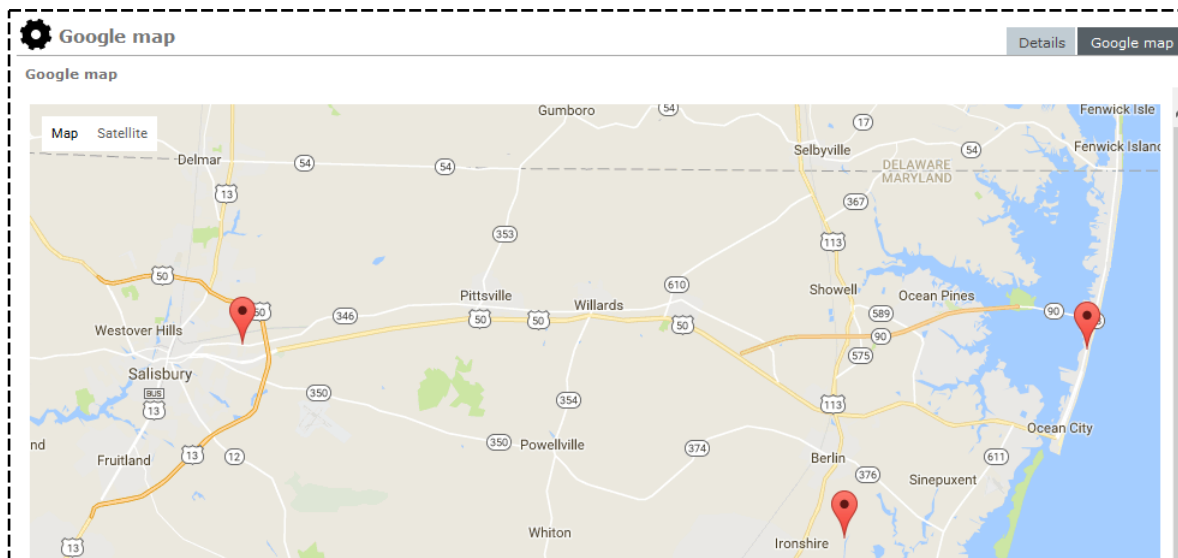 Google map
Details
Google map
Google map
Map
Satellite
Gumboro
54
Fenwick Isle
17
Delmar
54
54
Selbyville
54
Fenwick Island
DELAWARE
MARYLAND
13
367
353
113
50
610
Pittsville
Willards
Showell
Ocean Pines
50
346
50
50
50
589
90
Westover Hills
90
575
Salisbury
BUS
13
350
354
113
Ocean City
nd
Fruitland
13
12
350
Powellville
374
Berlin
611
376
Sinepuxent
13
Whiton
Ironshire